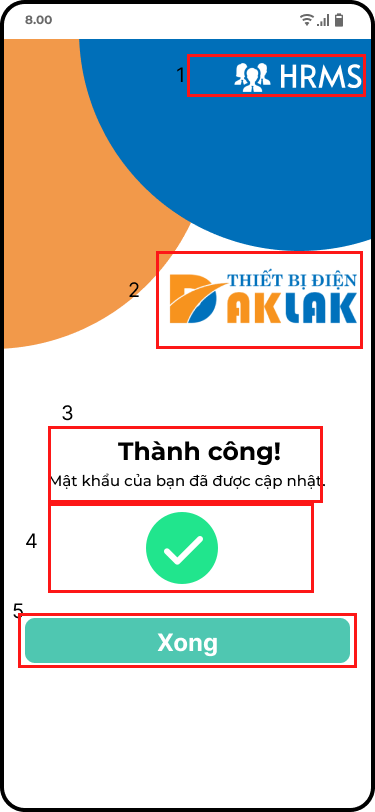 8.00
1
HRMS
2
THIẾT BỊ ĐIỆN
AKLAK
3
Thành công!
Mật khẩu của bạn đã được cập nhật.
4
5
Xong